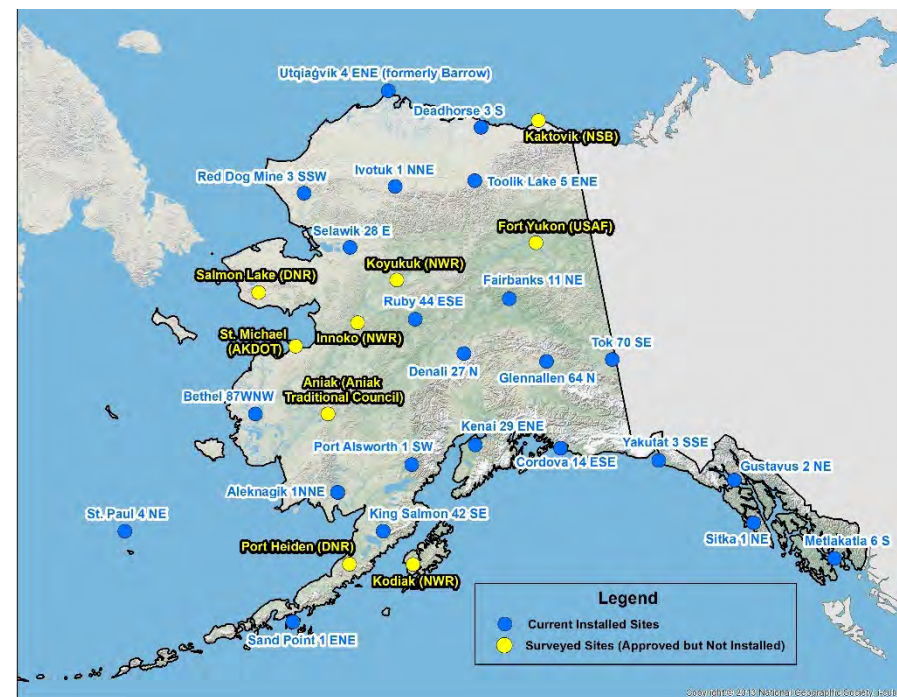 Utqiaġvik 4 ENE (formerly Barrow)
Deadhorse 3 S
Kaktovik (NSB)
Red Dog Mine 3 SSW
Ivotuk 1 NNE
Toolik Lake 5 ENE
Selawik 28 E
Fort Yukon (USAF)
Salmon Lake (DNR)
Koyukuk (NWR)
Fairbanks 11 NE
Ruby 44 ESE
St. Michael
(AKDOT)
Innoko (NWR)
Tok 70 SE
Denali 27 N
Glennallen 64 N
Aniak (Aniak
Traditional Council)
Bethel 87WNW
Kenai 29 ENE
Port Alsworth 1 SW
Cordova 14 ESE
Yakutat 3 SSE
Gustavus 2 NE
Aleknagik 1NNE
St. Paul 4 NE
King Salmon 42 SE
Sitka 1 NE
Metlakatla 6 S
Port Heiden (DNR)
Kodiak (NWR)
Sand Point 1 ENE
Legend
Current Installed Sites
Surveyed Sites (Approved but Not Installed)
Copyright:© 2013 National Geographic Society,